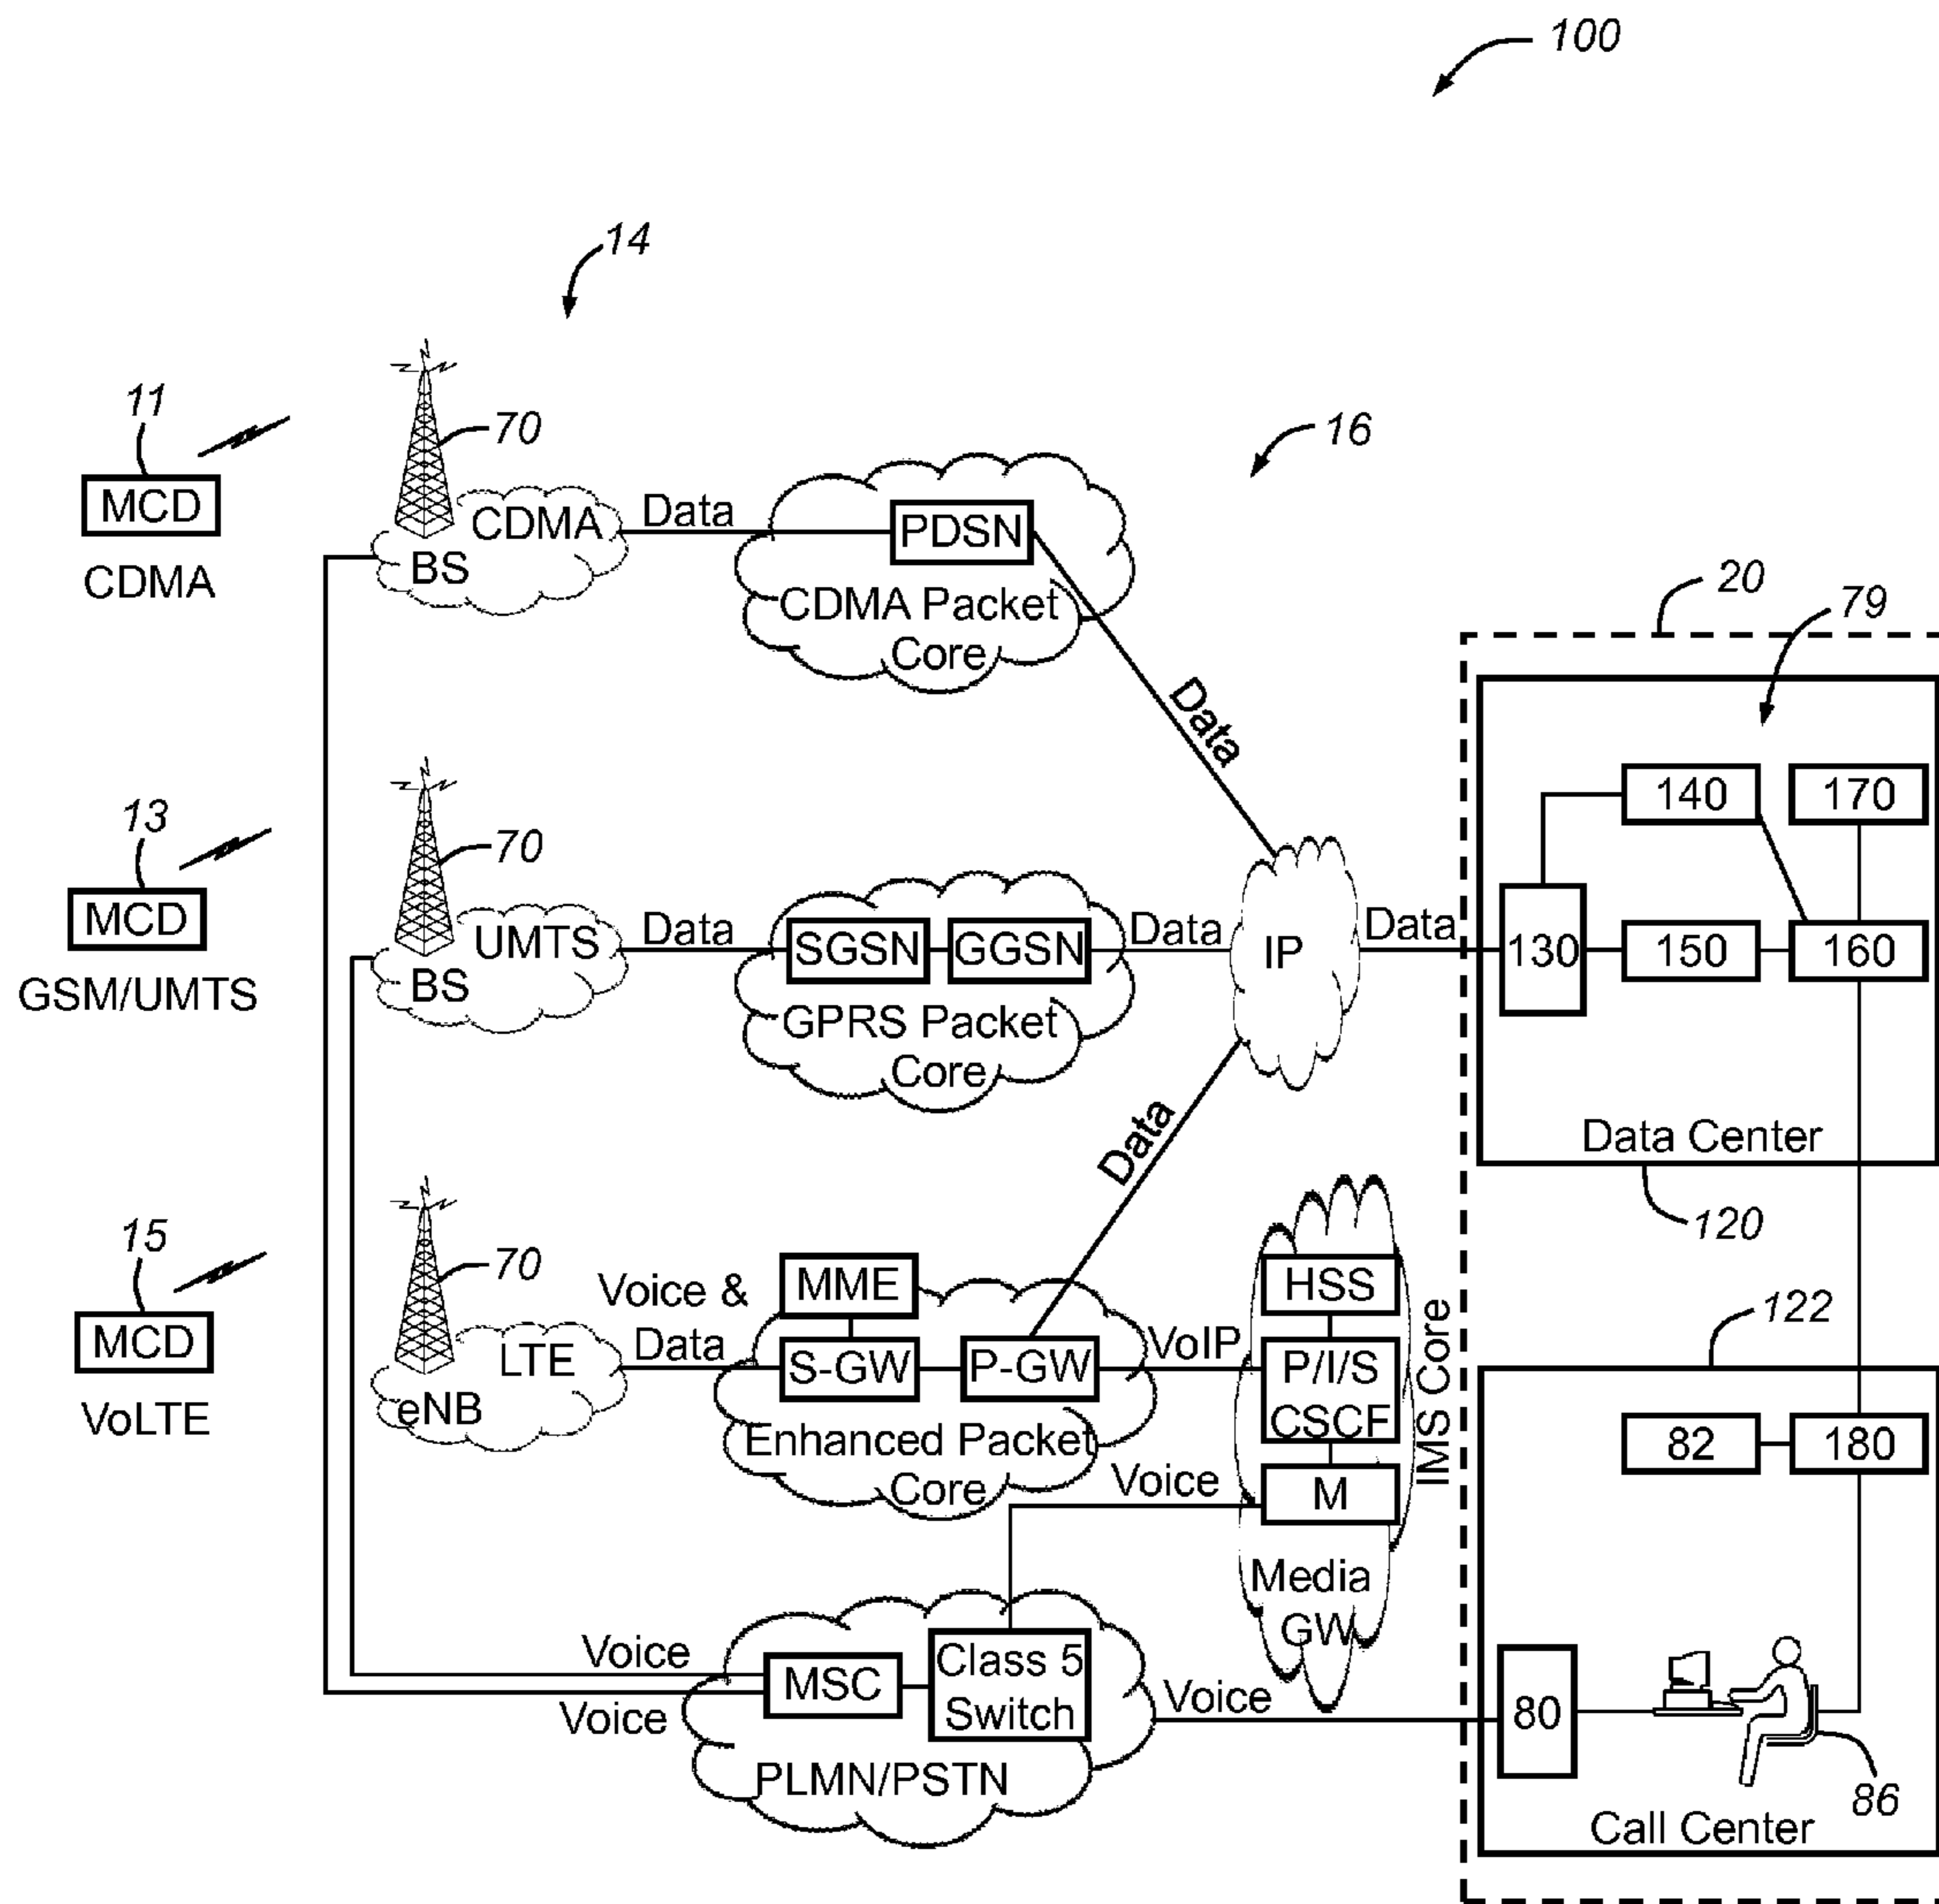 100
14
11
70
16
MCD
CDMA
BS
CDMA
Data
PDSN
CDMA Packet
Core
Data
20
79
13
70
MCD
GSM/UMTS
BS
UMTS
Data
SGSN
GGSN
GPRS Packet
Core
Data
IP
Data
140
170
130
150
160
Data Center
120
Data
15
70
MCD
VoLTE
eNB
LTE
Voice &
Data
MME
S-GW
P-GW
Enhanced Packet
Core
VoIP
HSS
P/I/S
CSCF
M
IMS Core
Media
GW
Voice
122
82
180
Voice
Voice
MSC
Class 5
Switch
PLMN/PSTN
Voice
80
86
Call Center